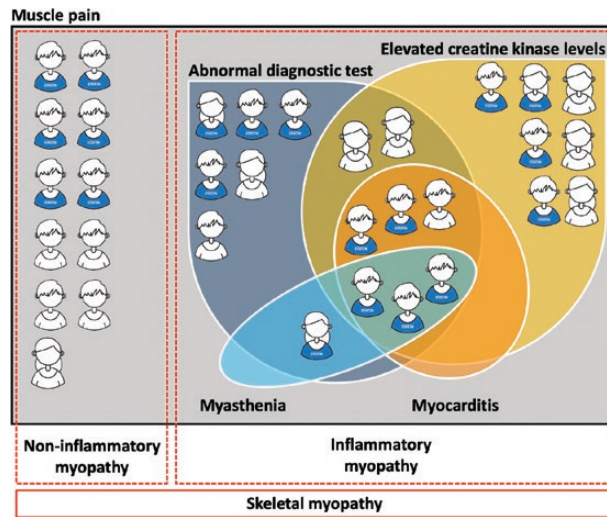 Muscle pain
Elevated creatine kinase levels
Abnormal diagnostic test
Myasthenia
Myocarditis
Non-inflammatory
myopathy
Inflammatory
myopathy
Skeletal myopathy